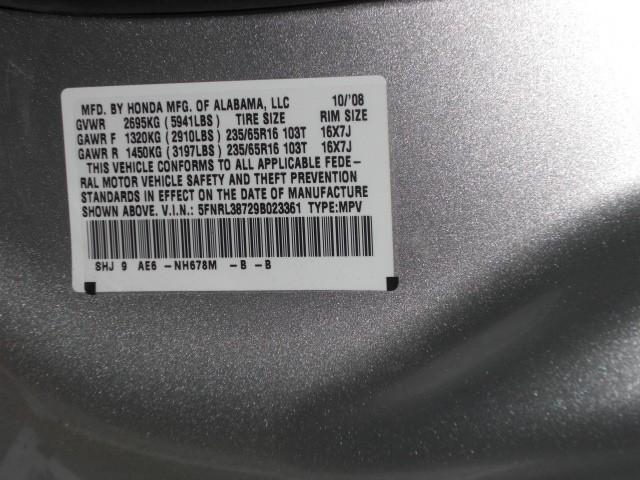 MFD. BY HONDA MFG. OF ALABAMA, LLC 10/'08
GVWR 2695KG (5941LBS) TIRE SIZE RIM SIZE
GAWR F 1320KG (2910LBS) 235/65R16 103T 16X7J
GAWR R 1450KG (3197LBS) 235/65R16 103T 16X7J
THIS VEHICLE CONFORMS TO ALL APPLICABLE FEDE-
RAL MOTOR VEHICLE SAFETY AND THEFT PREVENTION
STANDARDS IN EFFECT ON THE DATE OF MANUFACTURE
SHOWN ABOVE. V.I.N.: 5FNRL38729B023361 TYPE:MPV
SHJ 9 AE6 -NH678M -B -B